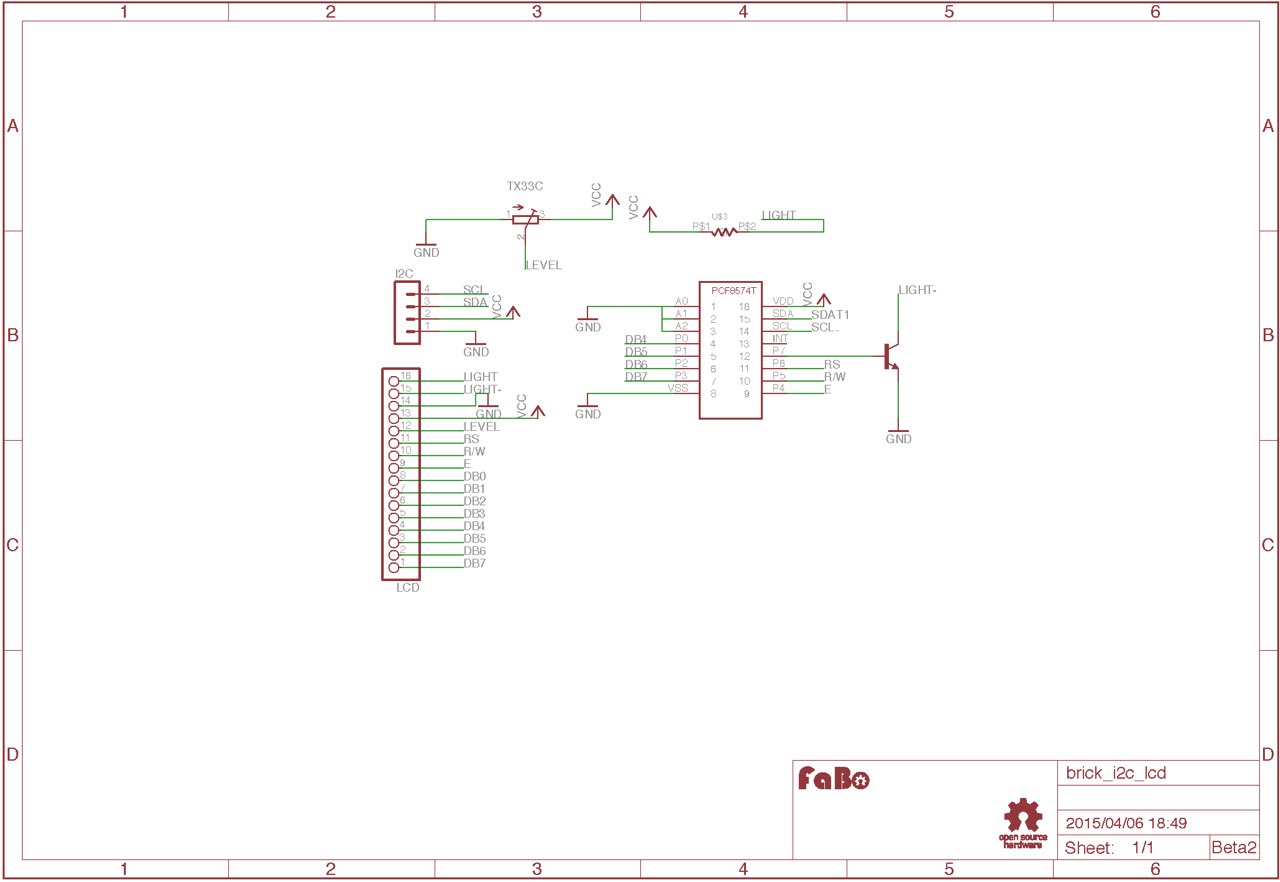 1 2 3 4 5 6
A A
TX33C
VCC
VCC
1 3
2
U$3
P$1 P$2
LIGHT
GND
LEVEL
I2C
4 SCL
3 SDA
2 VCC
1
GND
PCF8574T
A0 1 16 VDD VCC
A1 2 15 SDA SDAT1
A2 3 14 SCL SCL.
DB4 P0 4 13 INT
DB5 P1 5 12 P7
DB6 P2 6 11 P6 RS
DB7 P3 7 10 P5 R/W
VSS 8 9 P4 E
GND
GND
LIGHT-
GND
B B
16 LIGHT
15 LIGHT-
14 GND
13 VCC
12 LEVEL
11 RS
10 R/W
9 E
8 DB0
7 DB1
6 DB2
5 DB3
4 DB4
3 DB5
2 DB6
1 DB7
LCD
C C
D D
FaBo
open source
hardware
brick_i2c_lcd
2015/04/06 18:49
Sheet: 1/1
Beta2
1 2 3 4 5 6